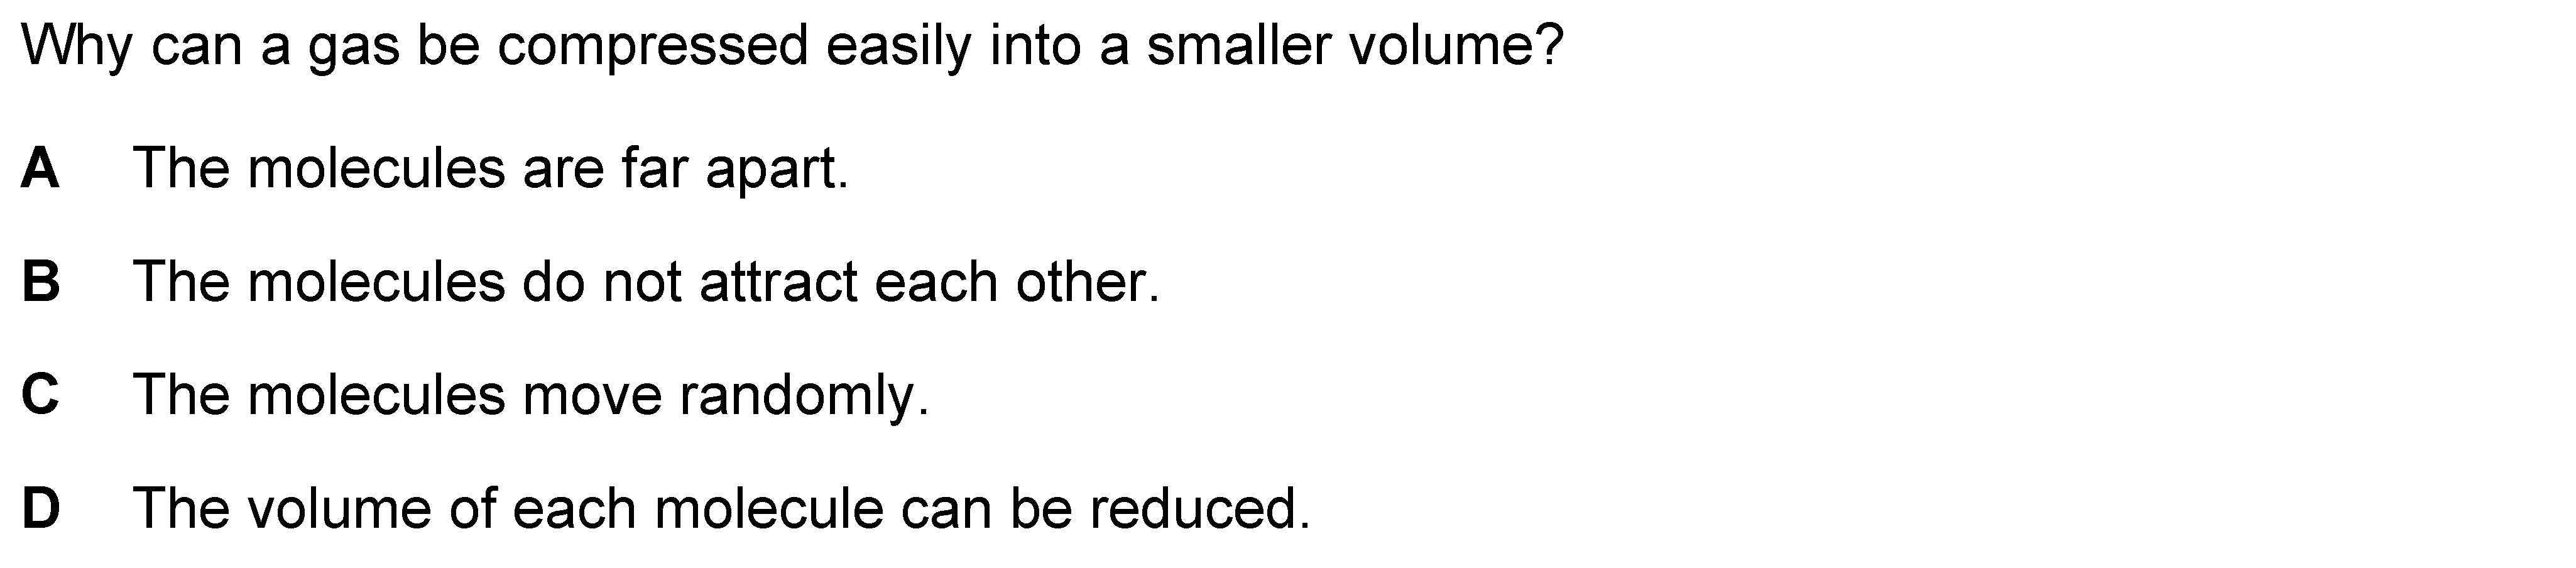 Why can a gas be compressed easily into a smaller volume?
A The molecules are far apart.
B The molecules do not attract each other.
C The molecules move randomly.
D The volume of each molecule can be reduced.